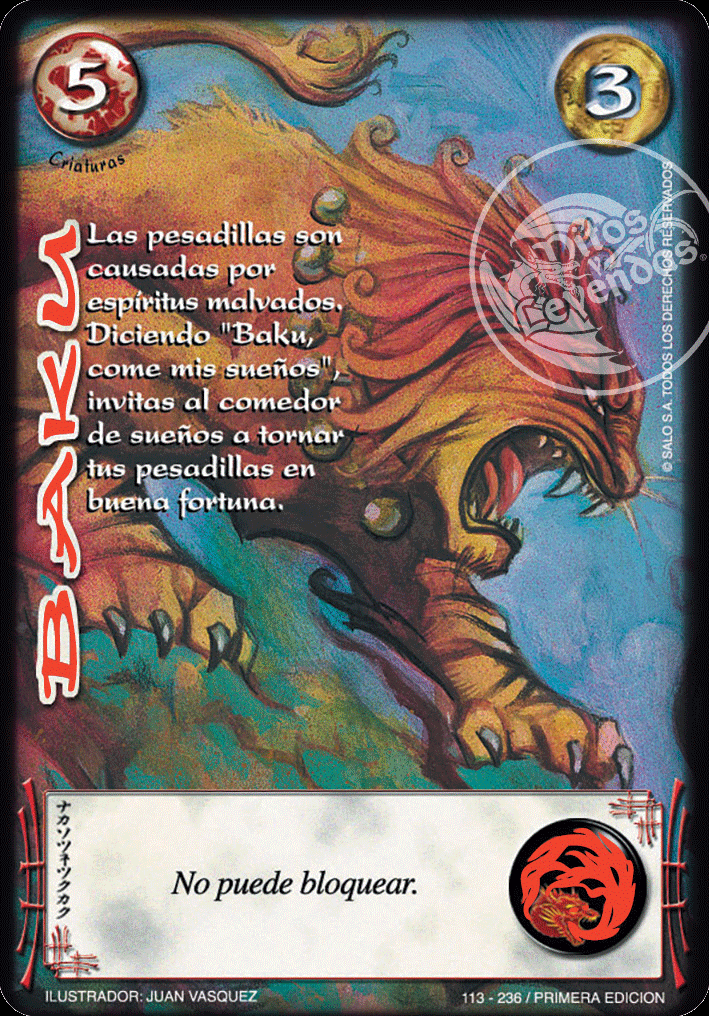 5
3
Criaturas
Mitos
y
Leyendas
®
© SALO S.A. TODOS LOS DERECHOS RESERVADOS
BAKU
Las pesadillas son
causadas por
espíritus malvados.
Diciendo "Baku,
come mis sueños",
invitas al comedor
de sueños a tornar
tus pesadillas en
buena fortuna.
ナカソツネツクカク
No puede bloquear.
ILUSTRADOR: JUAN VASQUEZ
113 - 236 / PRIMERA EDICION